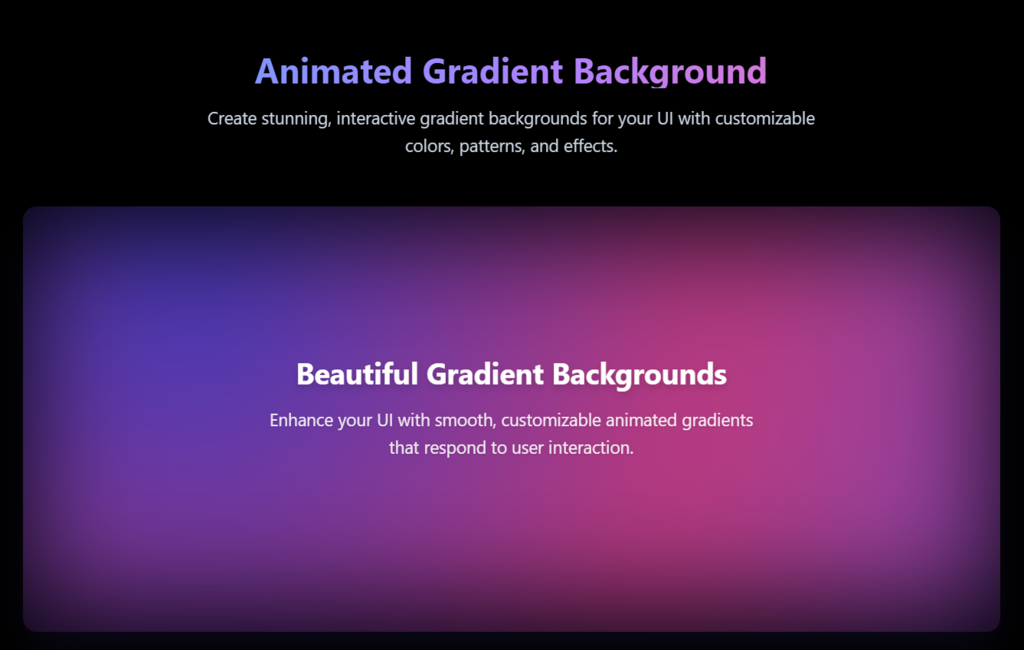 Animated Gradient Background
Create stunning, interactive gradient backgrounds for your UI with customizable
colors, patterns, and effects.
Beautiful Gradient Backgrounds
Enhance your UI with smooth, customizable animated gradients
that respond to user interaction.